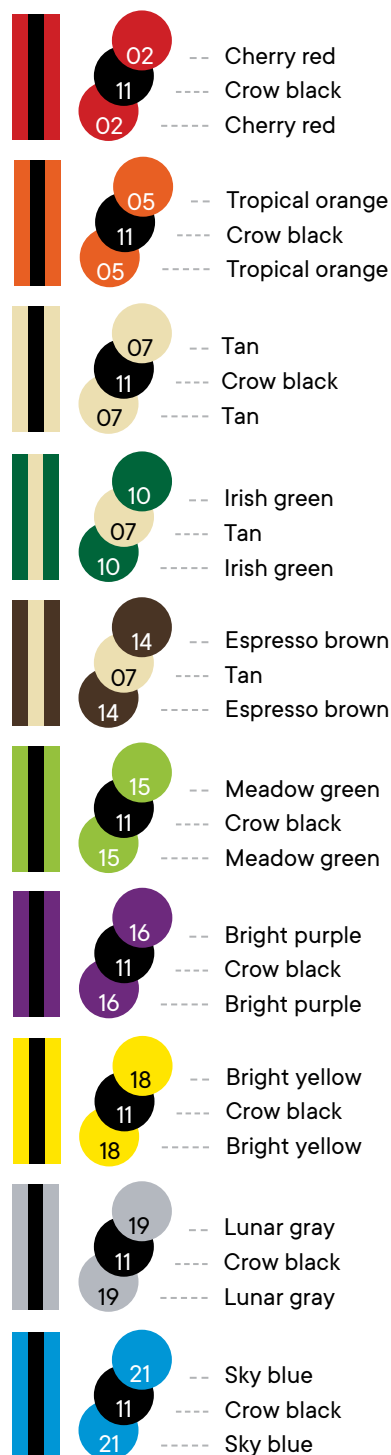 02 -- Cherry red
11 ---- Crow black
02 ----- Cherry red
05 -- Tropical orange
11 ---- Crow black
05 ----- Tropical orange
07 -- Tan
11 ---- Crow black
07 ----- Tan
10 -- Irish green
07 ---- Tan
10 ----- Irish green
14 -- Espresso brown
07 ---- Tan
14 ----- Espresso brown
15 -- Meadow green
11 ---- Crow black
15 ----- Meadow green
16 -- Bright purple
11 ---- Crow black
16 ----- Bright purple
18 -- Bright yellow
11 ---- Crow black
18 ----- Bright yellow
19 -- Lunar gray
11 ---- Crow black
19 ----- Lunar gray
21 -- Sky blue
11 ---- Crow black
21 ----- Sky blue